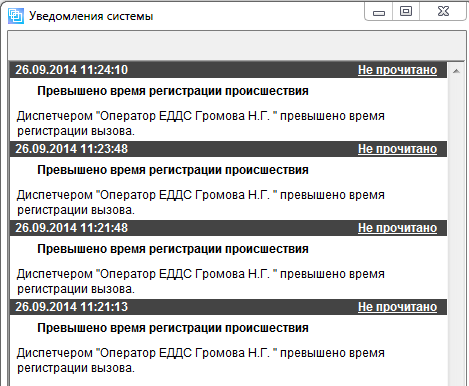 Уведомления системы
26.09.2014 11:24:10 Не прочитано
Превышено время регистрации происшествия
Диспетчером "Оператор ЕДДС Громова Н.Г. " превышено время
регистрации вызова.
26.09.2014 11:23:48 Не прочитано
Превышено время регистрации происшествия
Диспетчером "Оператор ЕДДС Громова Н.Г. " превышено время
регистрации вызова.
26.09.2014 11:21:48 Не прочитано
Превышено время регистрации происшествия
Диспетчером "Оператор ЕДДС Громова Н.Г. " превышено время
регистрации вызова.
26.09.2014 11:21:13 Не прочитано
Превышено время регистрации происшествия
Диспетчером "Оператор ЕДДС Громова Н.Г. " превышено время
регистрации вызова.